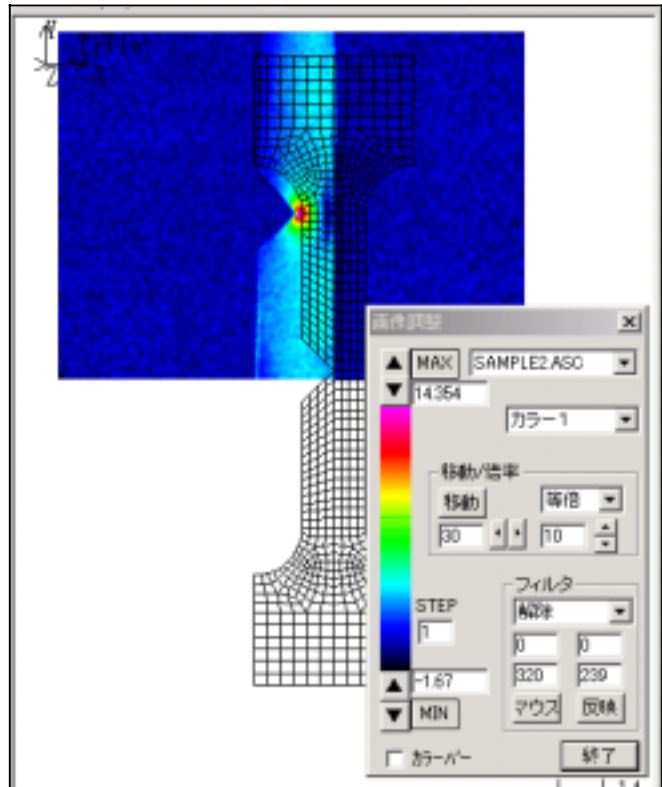 画像調整
MAX
SAMPLE2.ASC
14.354
カラー1
移動/倍率
移動
等倍
30
10
フィルタ
STEP
解除
1
0
0
320
239
-1.67
マウス
反映
MIN
カラーバー
終了